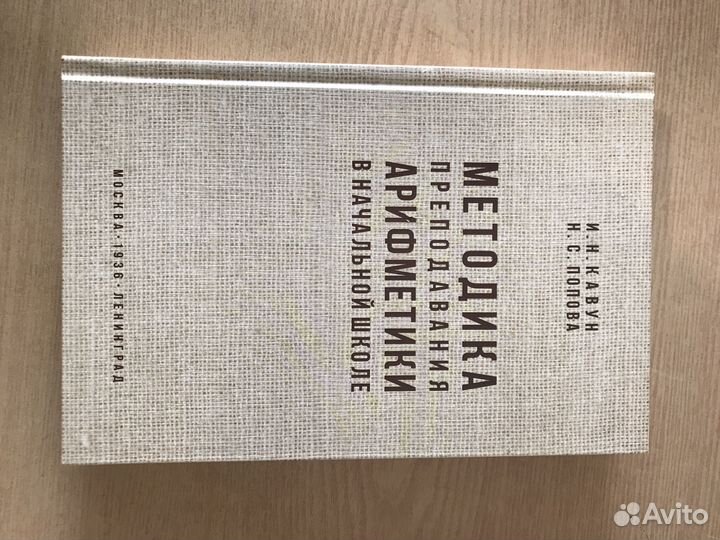 И. Н. КАВУН
Н. С. ПОПОВА
МЕТОДИКА
ПРЕПОДАВАНИЯ
АРИФМЕТИКИ
В НАЧАЛЬНОЙ ШКОЛЕ
МОСКВА · 1936 · ЛЕНИНГРАД
Avito